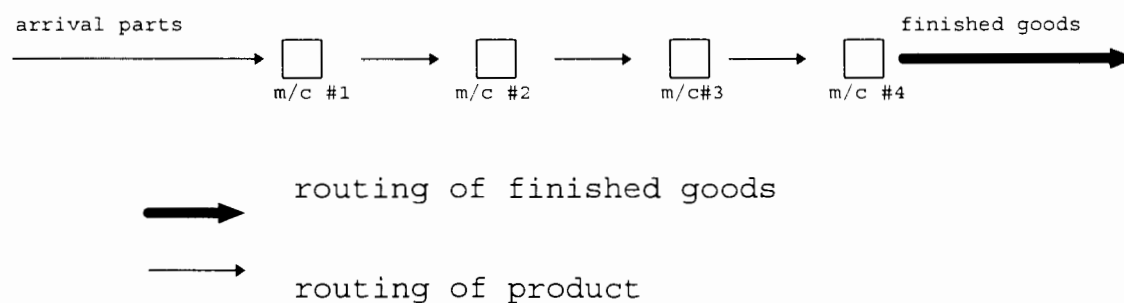 arrival parts
finished goods
m/c #1
m/c #2
m/c#3
m/c #4
routing of finished goods
routing of product